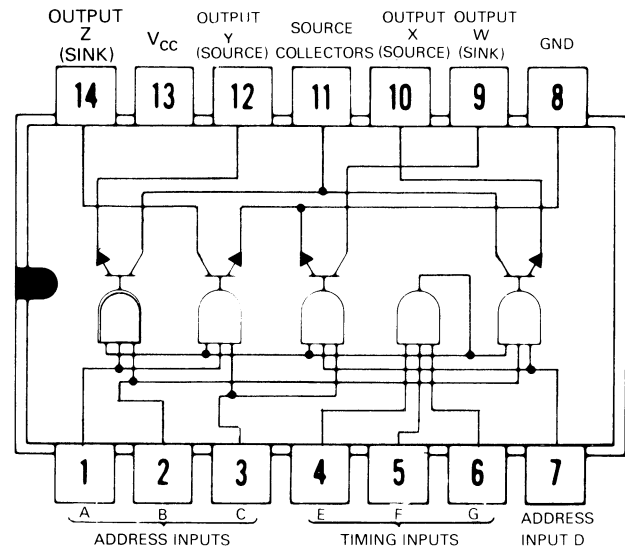 OUTPUT Z (SINK)
VCC
OUTPUT Y (SOURCE)
SOURCE COLLECTORS
OUTPUT X (SOURCE)
OUTPUT W (SINK)
GND
14 13 12 11 10 9 8
1 2 3 4 5 6 7
A B C E F G
ADDRESS INPUTS
TIMING INPUTS
ADDRESS INPUT D